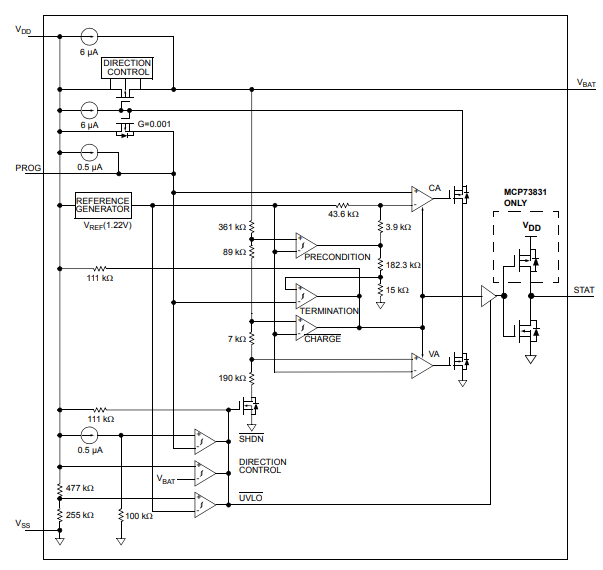 VDD
6 µA
DIRECTION
CONTROL
VBAT
6 µA
G=0.001
0.5 µA
PROG
REFERENCE
GENERATOR
VREF(1.22V)
CA
MCP73831
ONLY
VDD
43.6 kΩ
361 kΩ
3.9 kΩ
89 kΩ
+
-
PRECONDITION
182.3 kΩ
111 kΩ
15 kΩ
STAT
+
-
TERMINATION
+
-
CHARGE
7 kΩ
VA
+
-
190 kΩ
111 kΩ
0.5 µA
+
-
SHDN
DIRECTION
CONTROL
VBAT
+
-
477 kΩ
UVLO
+
-
255 kΩ
100 kΩ
VSS